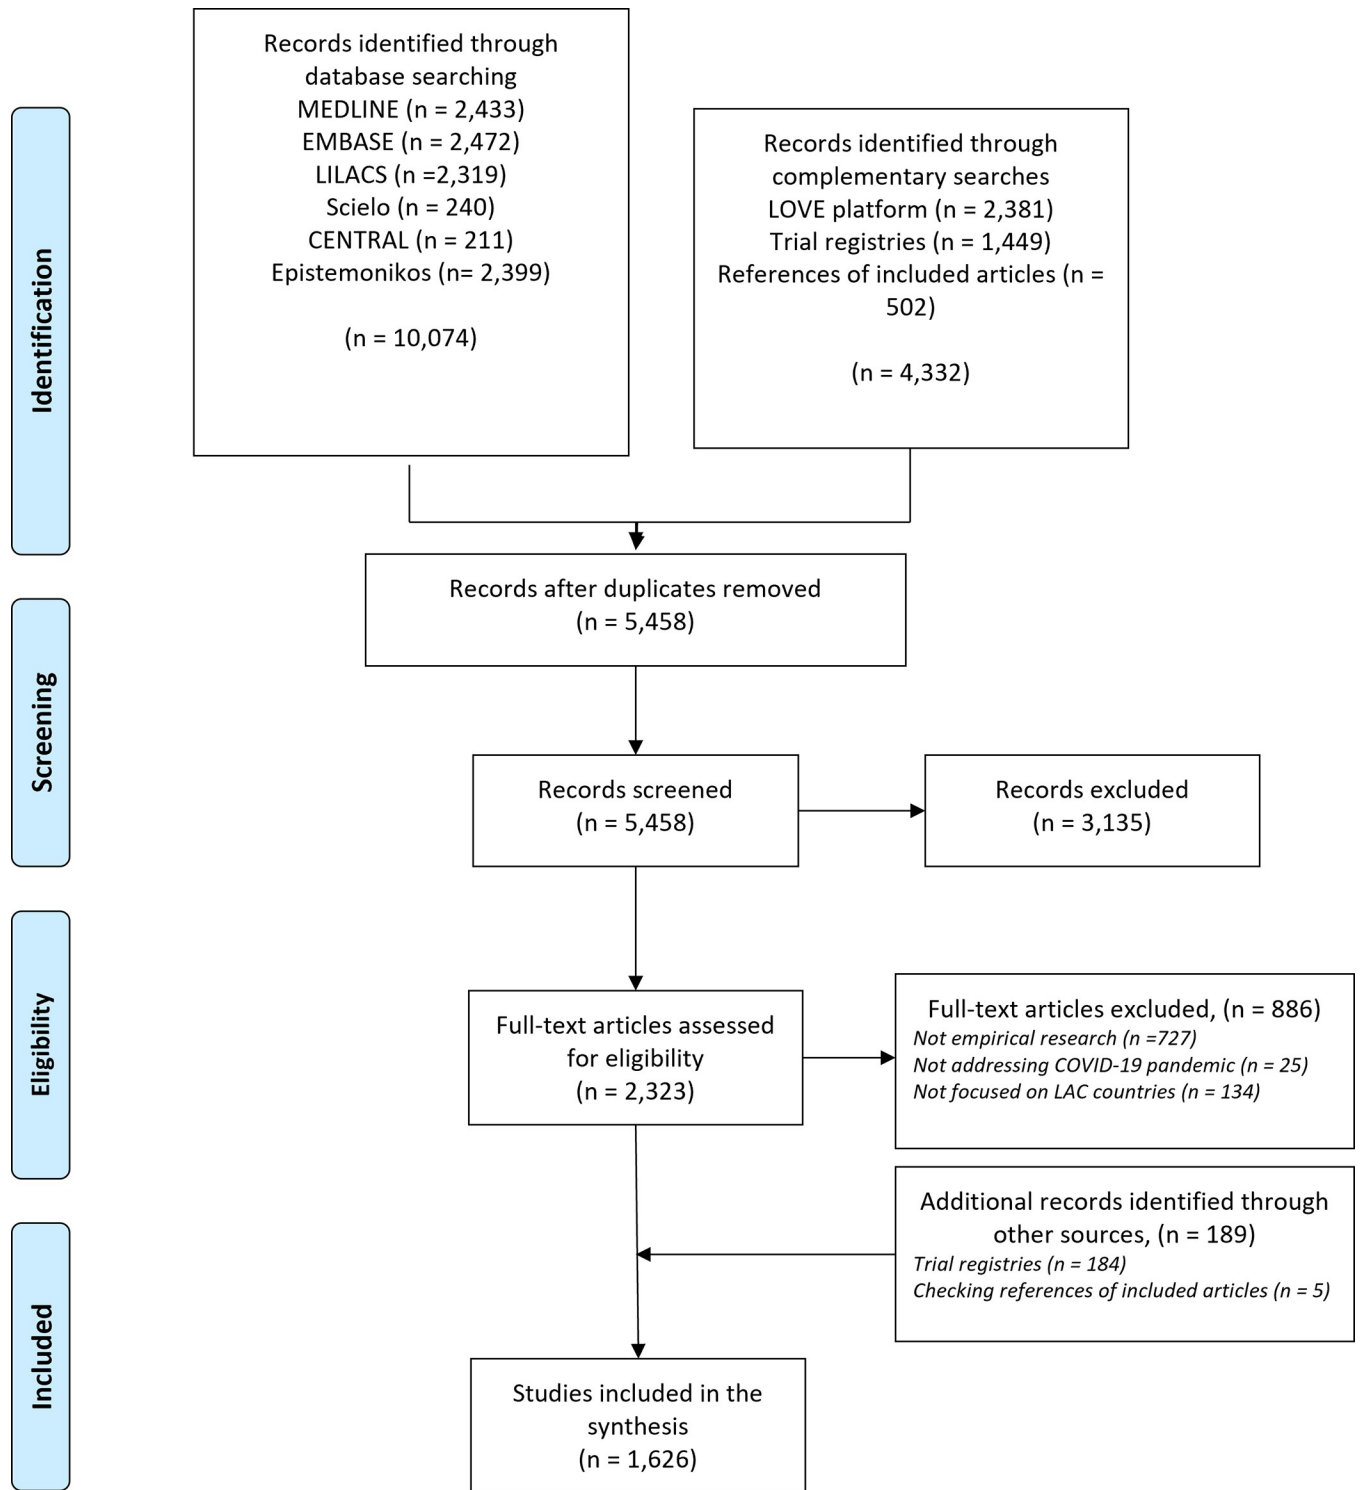 Identification
Records identified through
database searching
MEDLINE (n = 2,433)
EMBASE (n = 2,472)
LILACS (n =2,319)
Scielo (n = 240)
CENTRAL (n = 211)
Epistemonikos (n= 2,399)
(n = 10,074)
Records identified through
complementary searches
LOVE platform (n = 2,381)
Trial registries (n = 1,449)
References of included articles (n =
502)
(n = 4,332)
Records after duplicates removed
(n = 5,458)
Screening
Records screened
(n = 5,458)
Records excluded
(n = 3,135)
Eligibility
Full-text articles assessed
for eligibility
(n = 2,323)
Full-text articles excluded, (n = 886)
Not empirical research (n =727)
Not addressing COVID-19 pandemic (n = 25)
Not focused on LAC countries (n = 134)
Additional records identified through
other sources, (n = 189)
Trial registries (n = 184)
Checking references of included articles (n = 5)
Included
Studies included in the
synthesis
(n = 1,626)